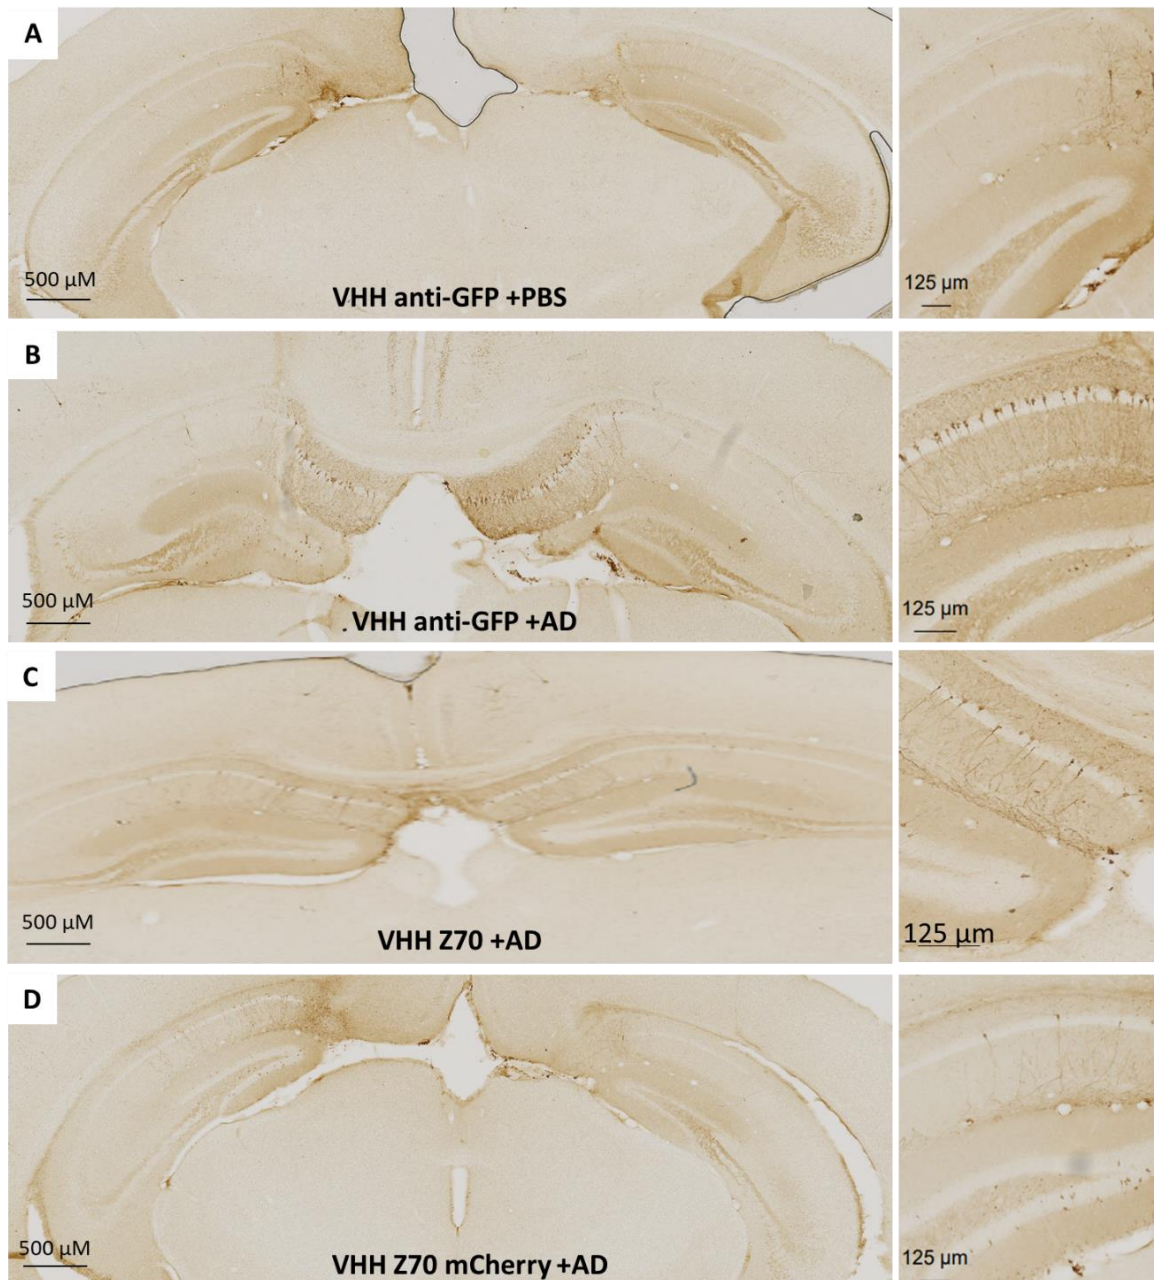 A
500 µM
VHH anti-GFP +PBS
125 µm
B
500 µM
VHH anti-GFP +AD
125 µm
C
500 µM
VHH Z70 +AD
125 µm
D
500 µM
VHH Z70 mCherry +AD
125 µm